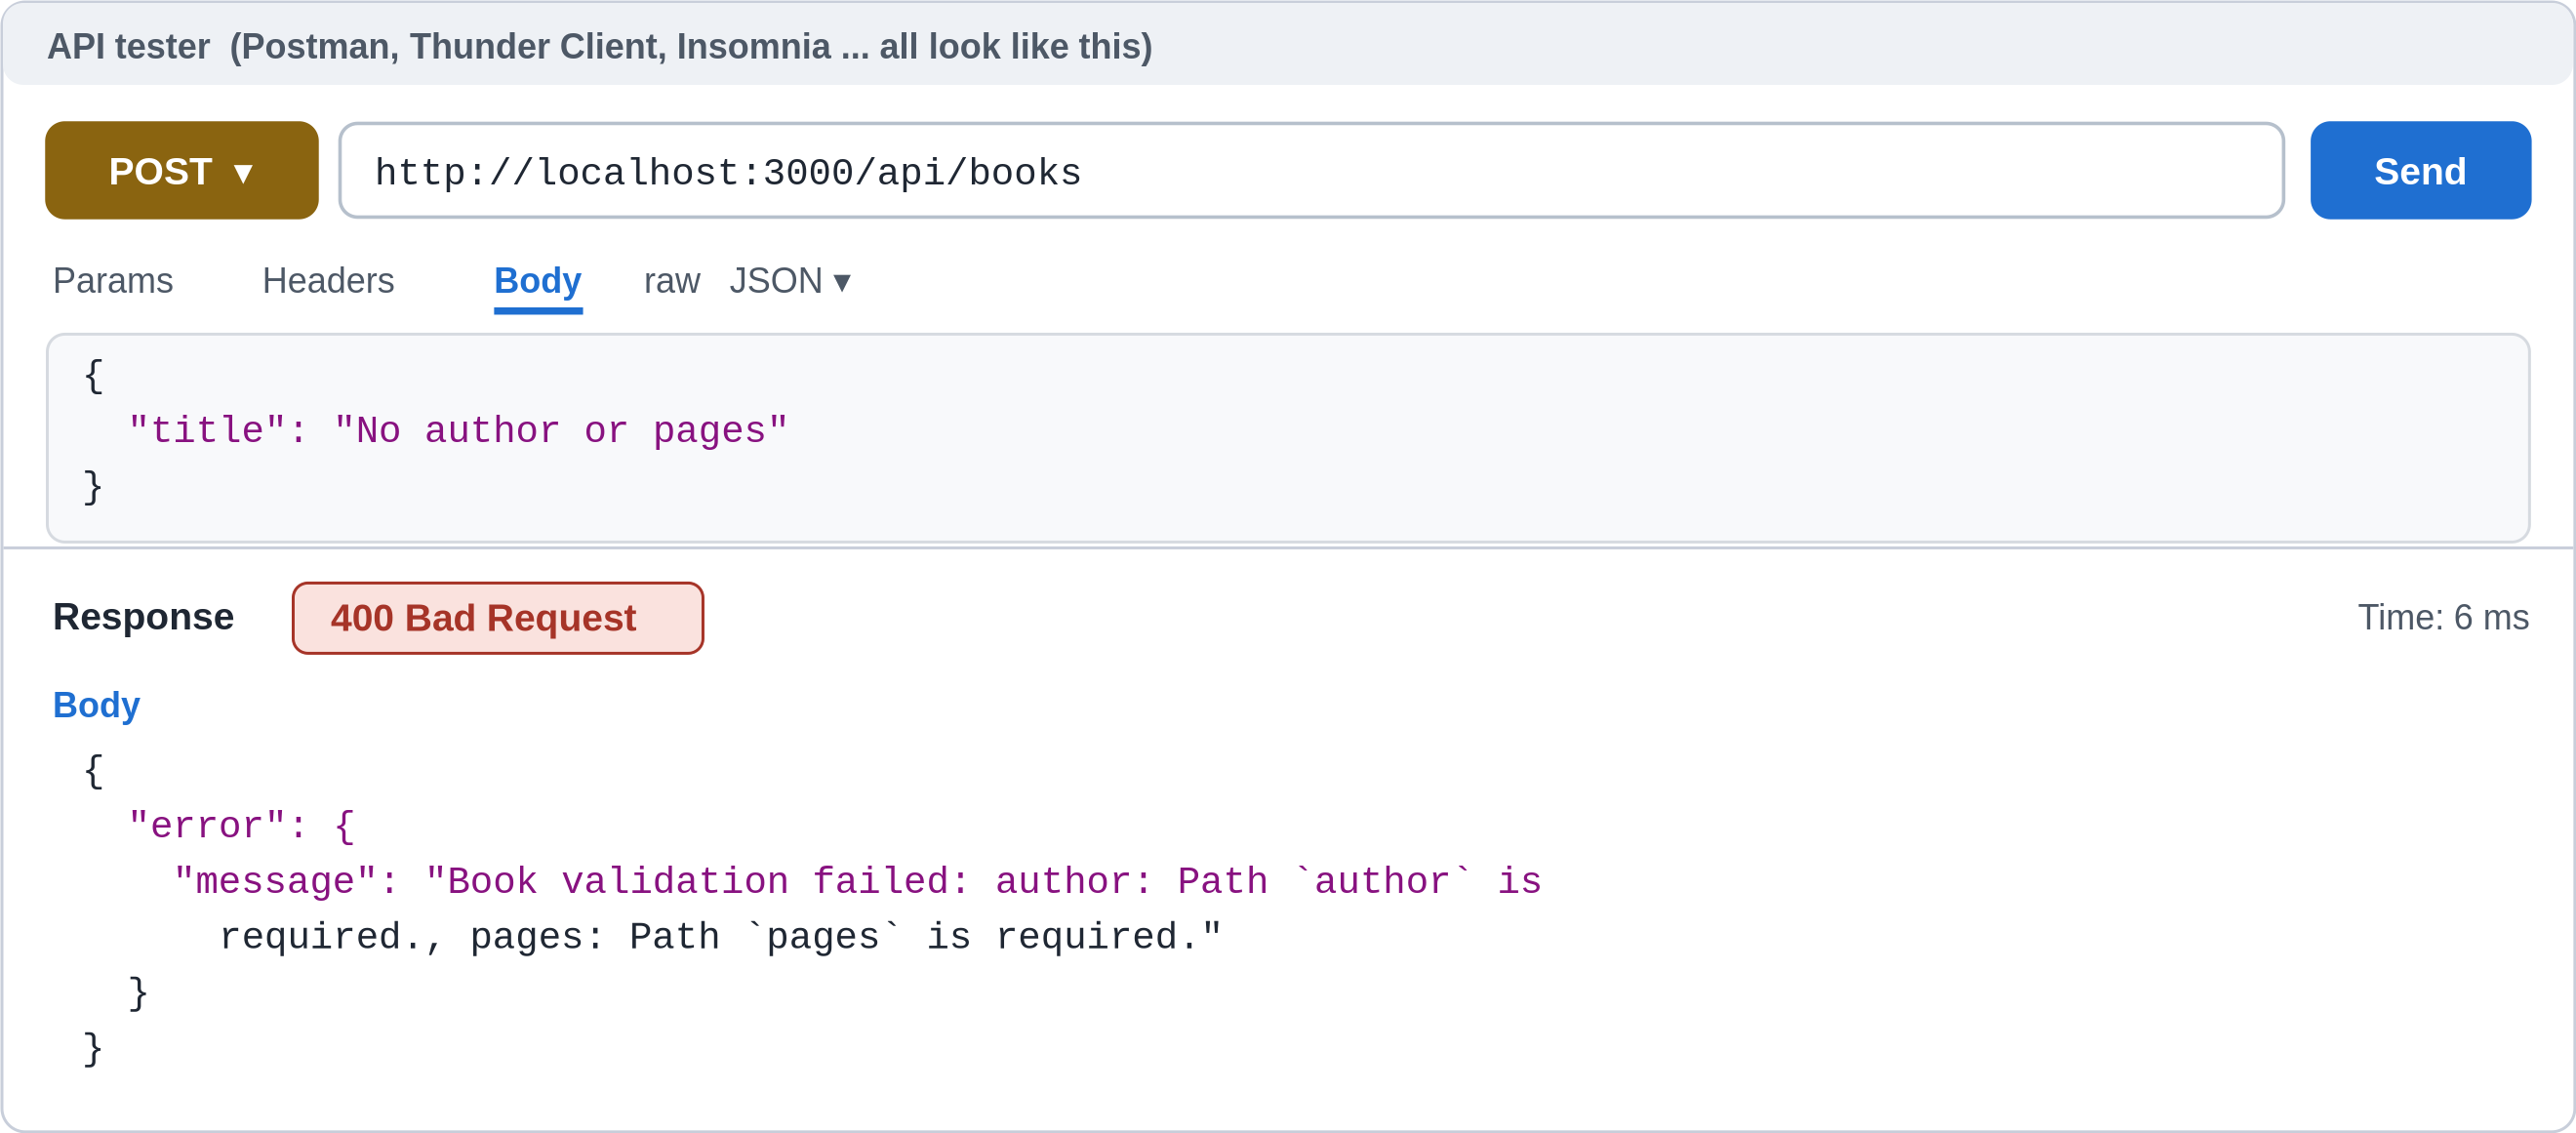 API tester  (Postman, Thunder Client, Insomnia ... all look like this)
POST ▼ http://localhost:3000/api/books Send
Params Headers Body raw JSON ▾
{
  "title": "No author or pages"
}
Response 400 Bad Request Time: 6 ms
Body
{
  "error": {
    "message": "Book validation failed: author: Path `author` is
      required., pages: Path `pages` is required."
  }
}